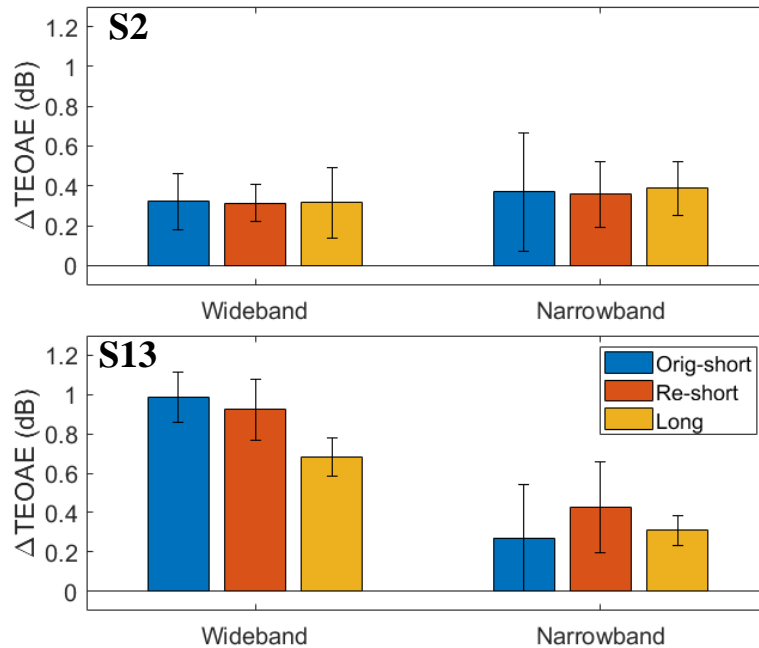 S2
ΔTEOAE (dB)
1.2
1
0.8
0.6
0.4
0.2
0
Wideband
Narrowband
S13
ΔTEOAE (dB)
1.2
1
0.8
0.6
0.4
0.2
0
Orig-short
Re-short
Long
Wideband
Narrowband